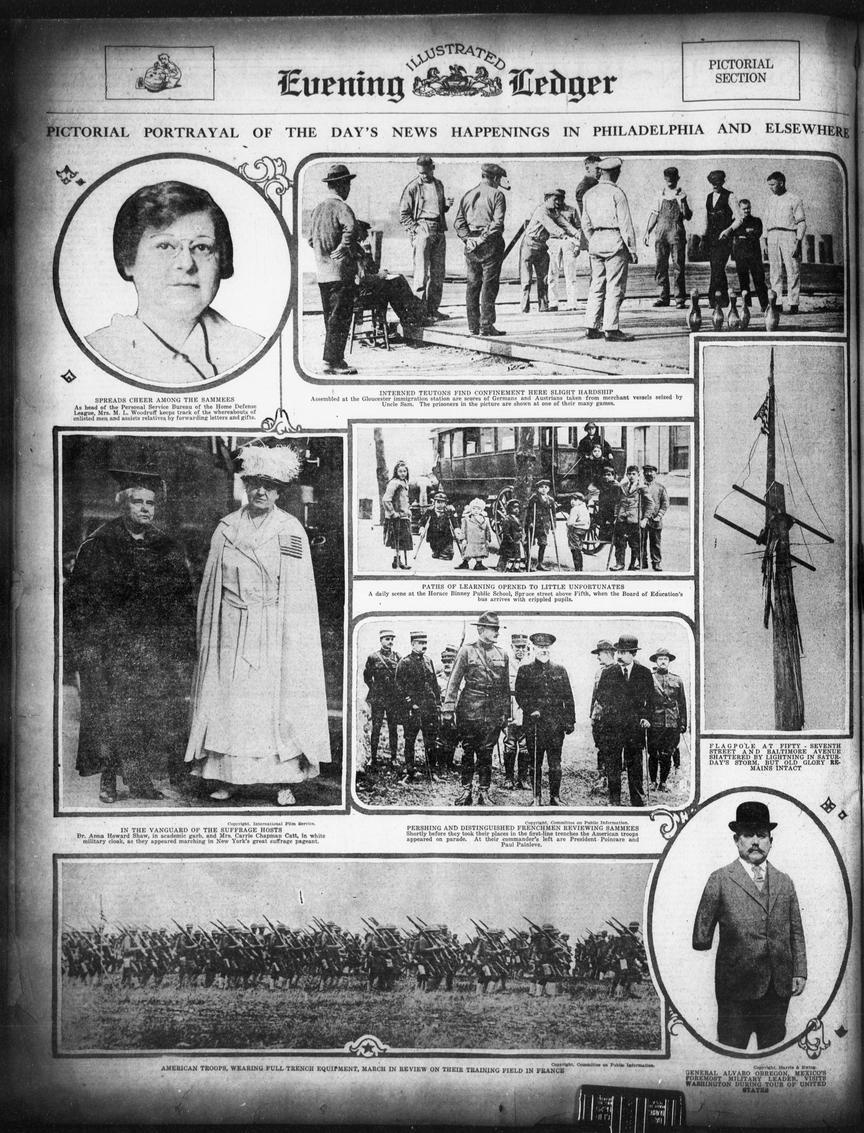 ILLUSTRATED
Evening Ledger
PICTORIAL
SECTION
PICTORIAL PORTRAYAL OF THE DAY'S NEWS HAPPENINGS IN PHILADELPHIA AND ELSEWHERE
SPREADS CHEER AMONG THE SAMMEES
As head of the Personal Service Bureau of the Home Defense
League, Mrs. M. L. Woodruff keeps track of the whereabouts of
enlisted men and assists relatives by forwarding letters and gifts.
INTERNED TEUTONS FIND CONFINEMENT HERE SLIGHT HARDSHIP
Assembled at the Gloucester immigration station are scores of Germans and Austrians taken from merchant vessels seized by
Uncle Sam. The prisoners in the picture are shown at one of their many games.
PATHS OF LEARNING OPENED TO LITTLE UNFORTUNATES
A daily scene at the Horace Binney Public School, Spruce street above Fifth, when the Board of Education's
bus arrives with crippled pupils.
FLAGPOLE AT FIFTY-SEVENTH
STREET AND BALTIMORE AVENUE
SHATTERED BY LIGHTNING IN SATUR-
DAY'S STORM, BUT OLD GLORY RE-
MAINS INTACT
Copyright, International Film Service.
IN THE VANGUARD OF THE SUFFRAGE HOSTS
Dr. Anna Howard Shaw, in academic garb, and Mrs. Carrie Chapman Catt, in white
military cloak, as they appeared marching in New York's great suffrage pageant.
Copyright, Committee on Public Information.
PERSHING AND DISTINGUISHED FRENCHMEN REVIEWING SAMMEES
Shortly before they took their places in the first-line trenches the American troops
appeared on parade. At their commander's left are President Poincare and
Paul Painleve.
Copyright, Committee on Public Information.
AMERICAN TROOPS, WEARING FULL TRENCH EQUIPMENT, MARCH IN REVIEW ON THEIR TRAINING FIELD IN FRANCE
Copyright, Harris & Ewing.
GENERAL ALVARO OBREGON, MEXICO'S
FOREMOST MILITARY LEADER, VISITS
WASHINGTON DURING TOUR OF UNITED
STATES